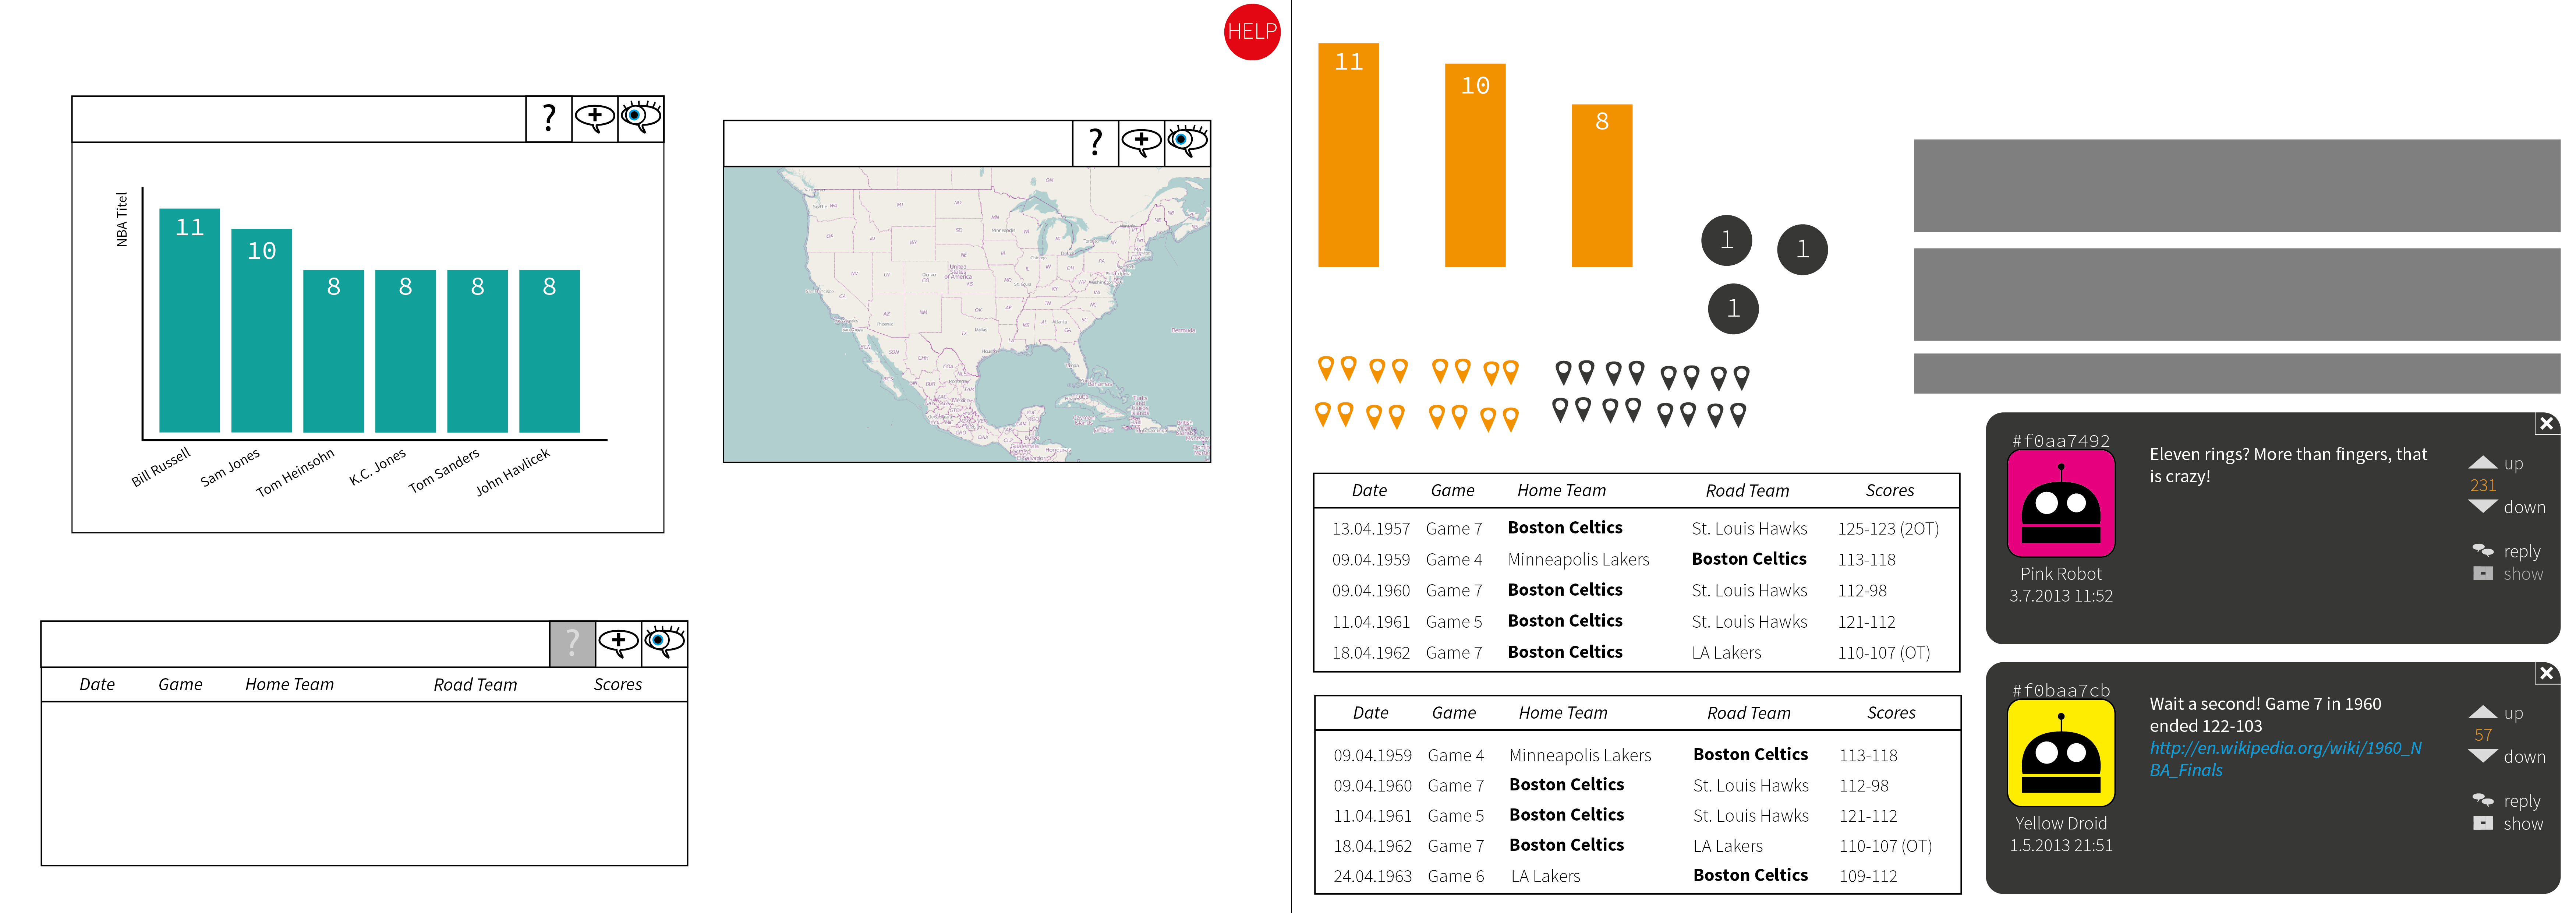 HELP
?
NBA Titel
11
10
8
8
8
8
Bill Russell
Sam Jones
Tom Heinsohn
K.C. Jones
Tom Sanders
John Havlicek
?
United States of America
Bermuda
?
Date Game Home Team Road Team Scores
11
10
8
1
1
1
Date Game Home Team Road Team Scores
13.04.1957 Game 7 Boston Celtics St. Louis Hawks 125-123 (2OT)
09.04.1959 Game 4 Minneapolis Lakers Boston Celtics 113-118
09.04.1960 Game 7 Boston Celtics St. Louis Hawks 112-98
11.04.1961 Game 5 Boston Celtics St. Louis Hawks 121-112
18.04.1962 Game 7 Boston Celtics LA Lakers 110-107 (OT)
Date Game Home Team Road Team Scores
09.04.1959 Game 4 Minneapolis Lakers Boston Celtics 113-118
09.04.1960 Game 7 Boston Celtics St. Louis Hawks 112-98
11.04.1961 Game 5 Boston Celtics St. Louis Hawks 121-112
18.04.1962 Game 7 Boston Celtics LA Lakers 110-107 (OT)
24.04.1963 Game 6 LA Lakers Boston Celtics 109-112
#f0aa7492
Pink Robot
3.7.2013 11:52
Eleven rings? More than fingers, that
is crazy!
up
231
down
reply
show
#f0baa7cb
Yellow Droid
1.5.2013 21:51
Wait a second! Game 7 in 1960
ended 122-103
http://en.wikipedia.org/wiki/1960_N
BA_Finals
up
57
down
reply
show